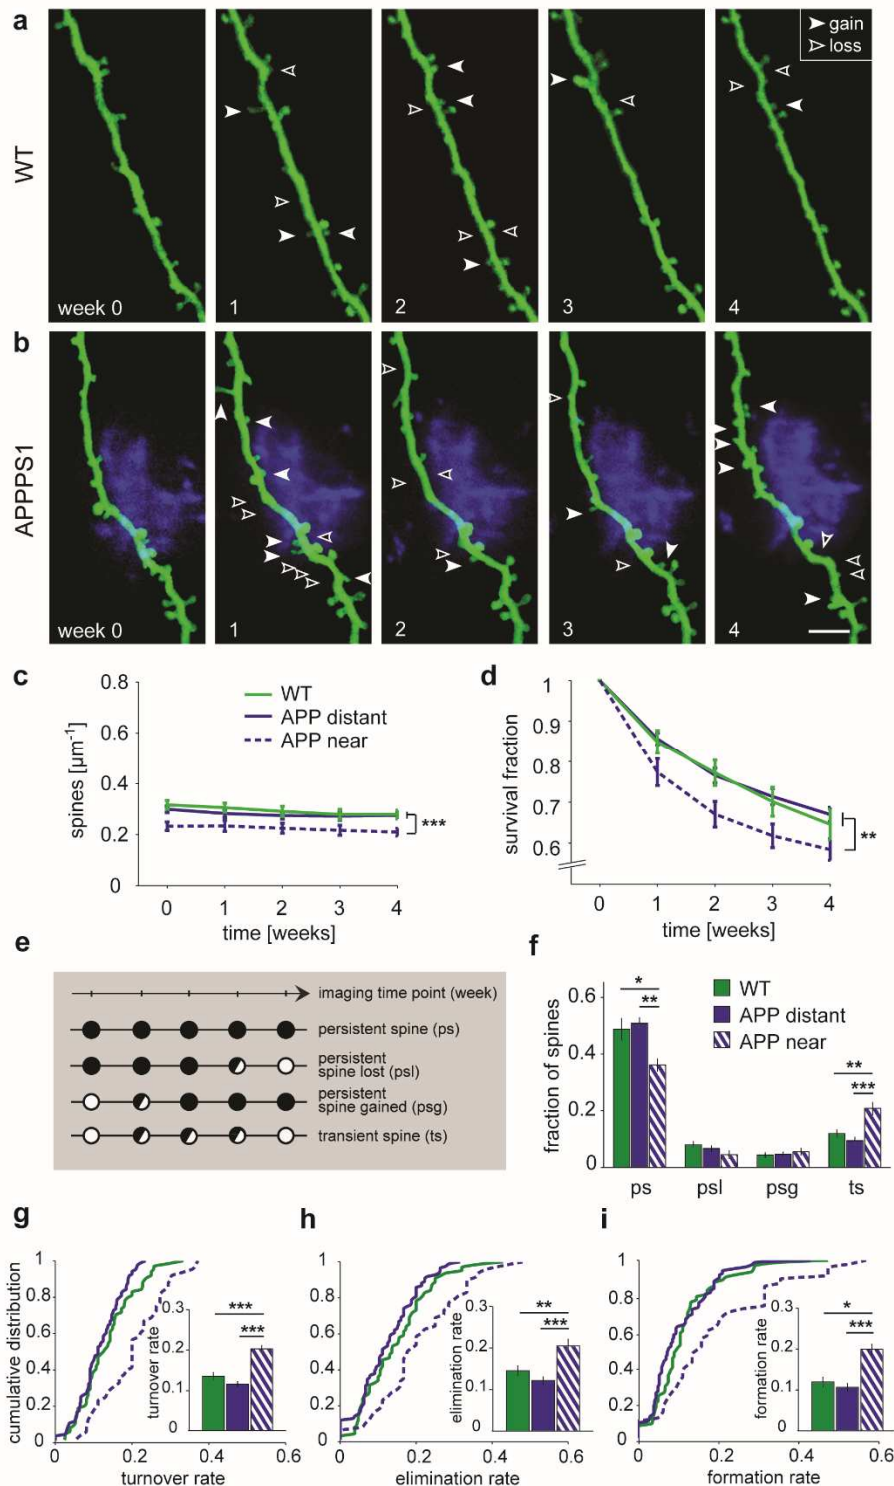 a
gain
loss
WT
week 0
1
2
3
4
b
APPPS1
week 0
1
2
3
4
c
0.8
0.6
0.4
0.2
0
spines [µm⁻¹]
WT
APP distant
APP near
***
0
1
2
3
4
time [weeks]
d
1
0.9
0.8
0.7
0.6
survival fraction
**
0
1
2
3
4
time [weeks]
e
imaging time point (week)
persistent spine (ps)
persistent
spine lost (psl)
persistent
spine gained (psg)
transient spine (ts)
f
0.6
0.4
0.2
0
fraction of spines
*
**
WT
APP distant
APP near
**
***
ps
psl
psg
ts
g
cumulative distribution
1
0.8
0.6
0.4
0.2
0
0
0.2
0.4
0.6
turnover rate
0.3
0.2
0.1
0
turnover rate
***
***
h
1
0.8
0.6
0.4
0.2
0
0
0.2
0.4
0.6
elimination rate
0.3
0.2
0.1
0
elimination rate
**
***
i
1
0.8
0.6
0.4
0.2
0
0
0.2
0.4
0.6
formation rate
0.3
0.2
0.1
0
formation rate
*
***